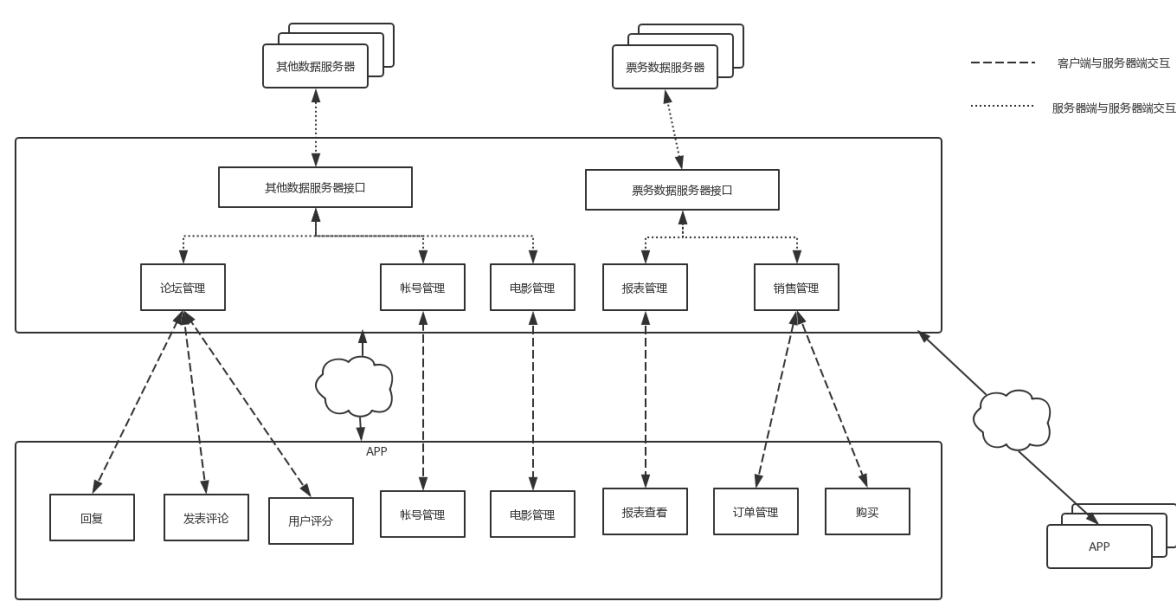 其他数据服务器
票务数据服务器
客户端与服务器端交互
服务器端与服务器端交互
其他数据服务器接口
票务数据服务器接口
论坛管理
帐号管理
电影管理
报表管理
销售管理
APP
回复
发表评论
用户评分
帐号管理
电影管理
报表查看
订单管理
购买
APP